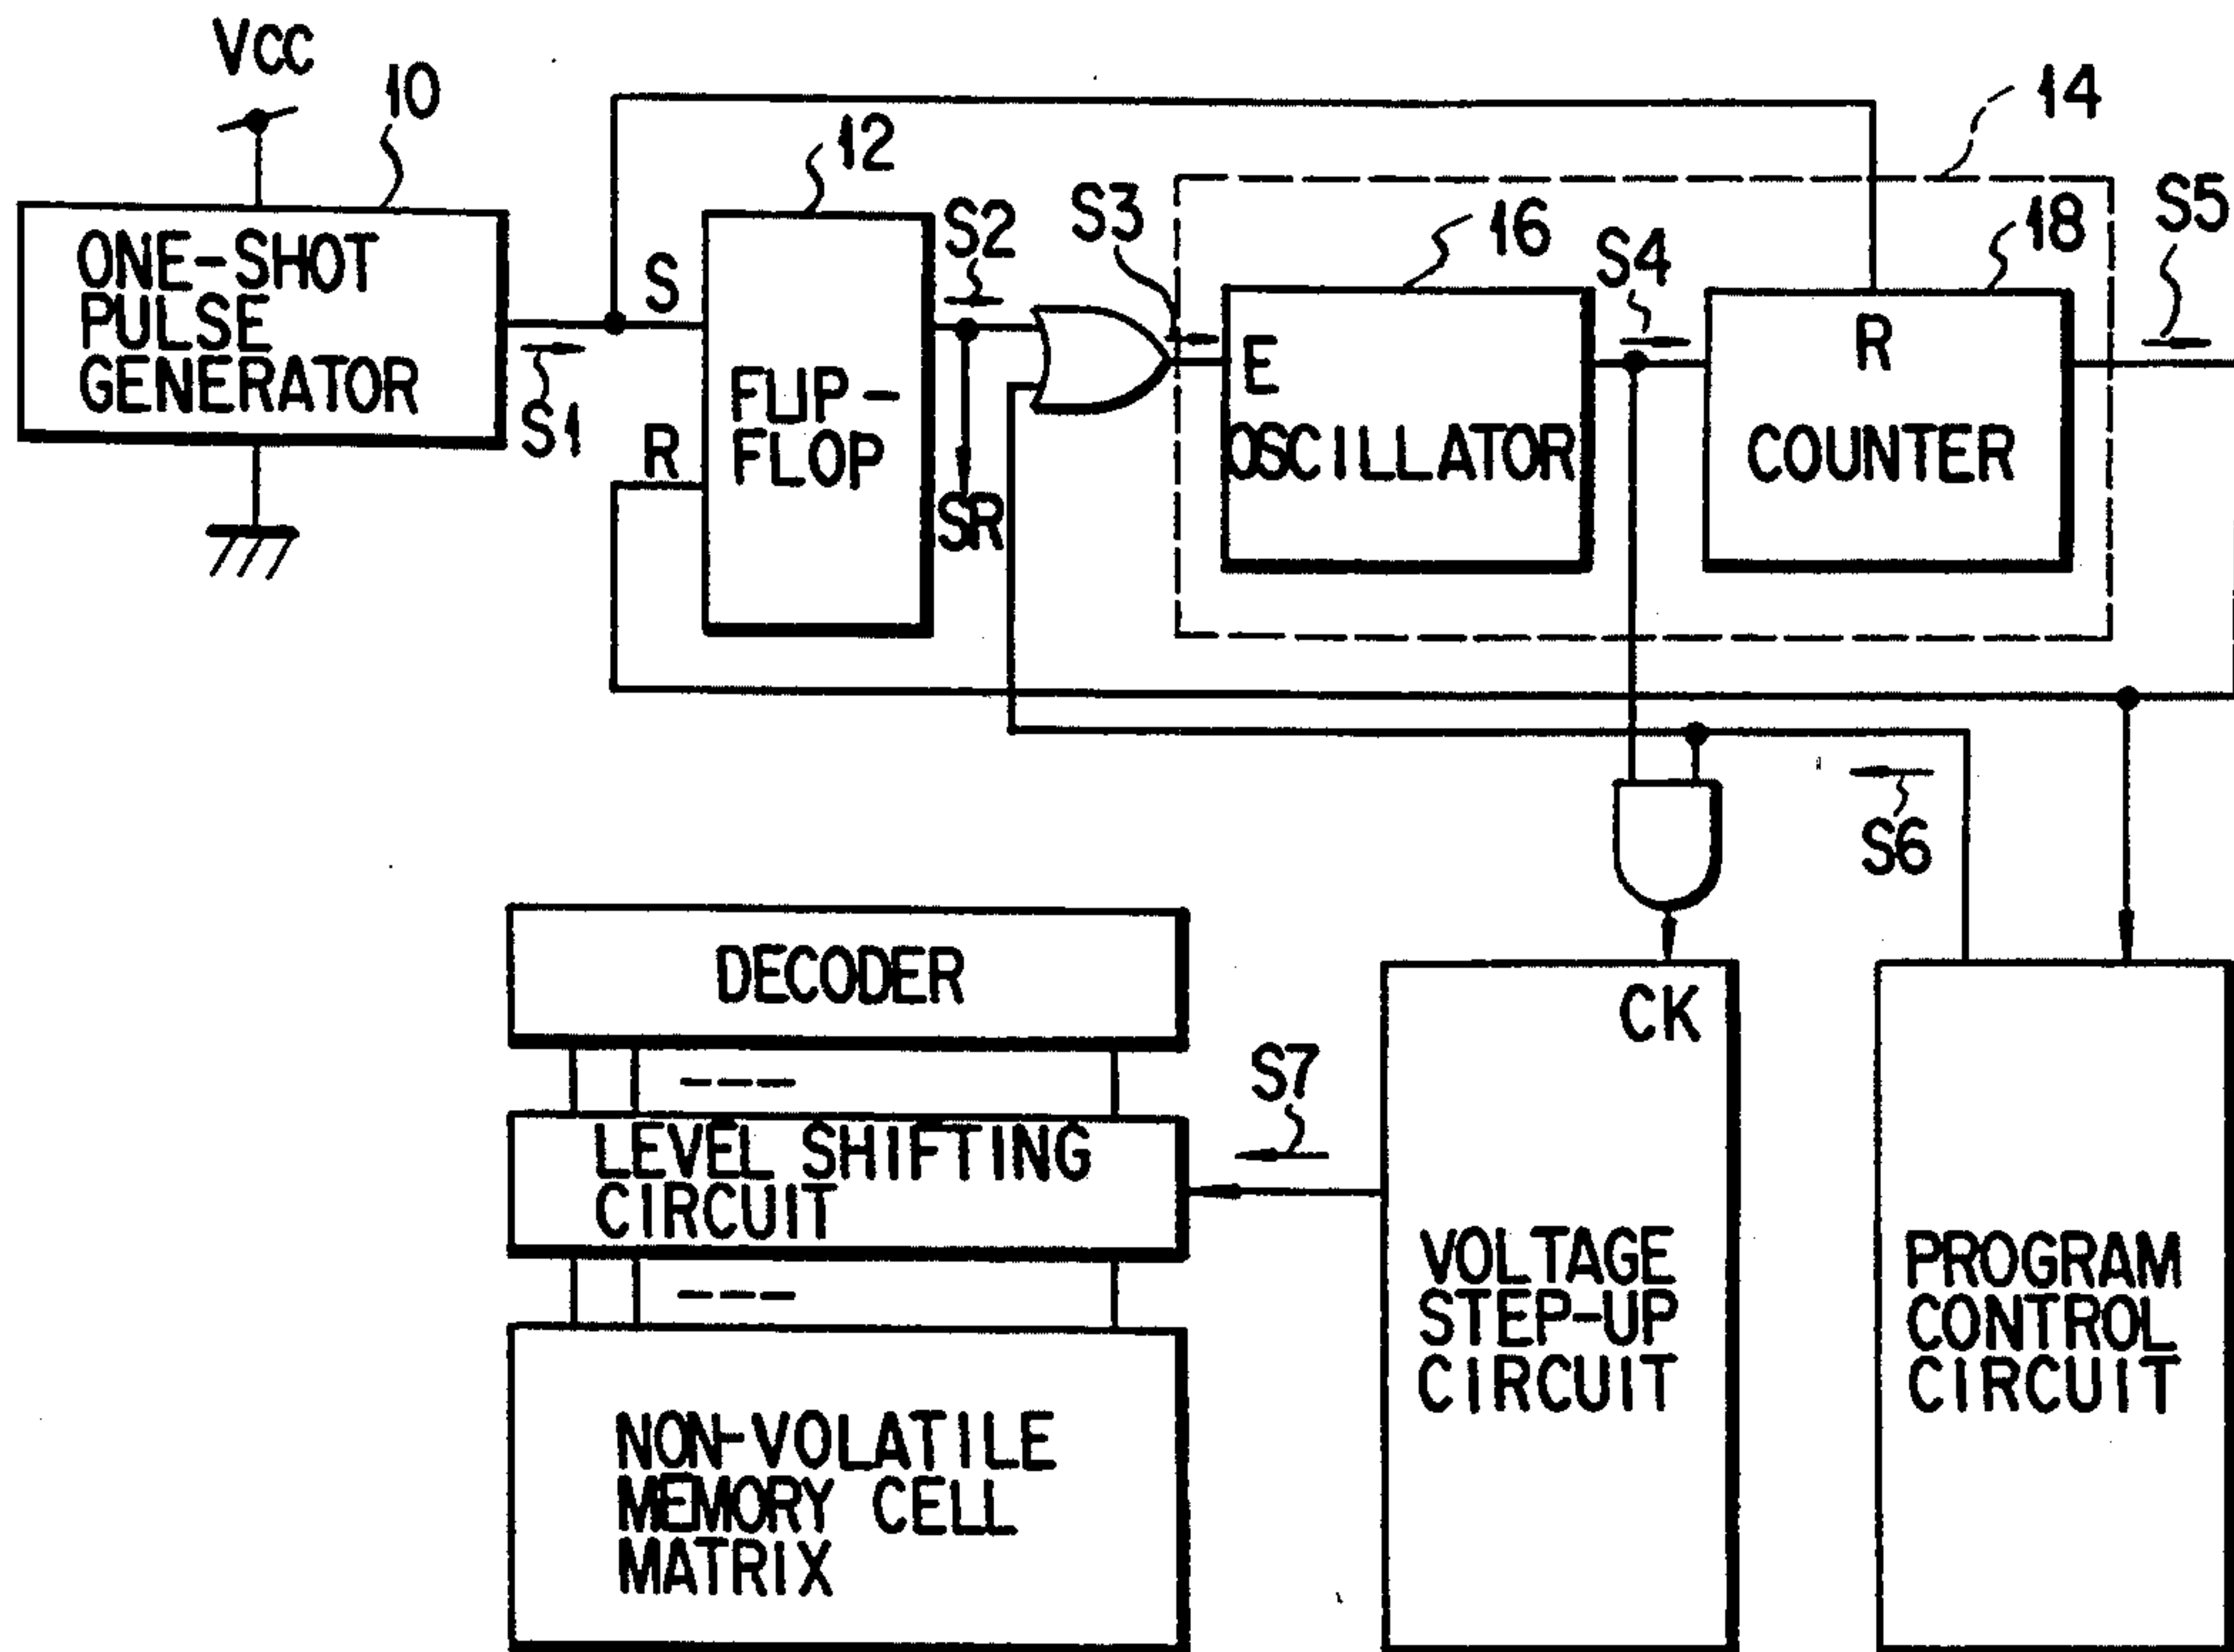 VCC
10
12
14
ONE-SHOT
PULSE
GENERATOR
S1
S
R
FLIP-
FLOP
S2
SR
S3
16
E
OSCILLATOR
S4
18
R
COUNTER
S5
S6
DECODER
LEVEL SHIFTING
CIRCUIT
NON-VOLATILE
MEMORY CELL
MATRIX
S7
CK
VOLTAGE
STEP-UP
CIRCUIT
PROGRAM
CONTROL
CIRCUIT